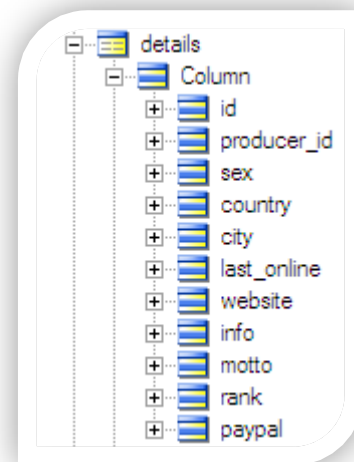 details
Column
id
producer_id
sex
country
city
last_online
website
info
motto
rank
paypal